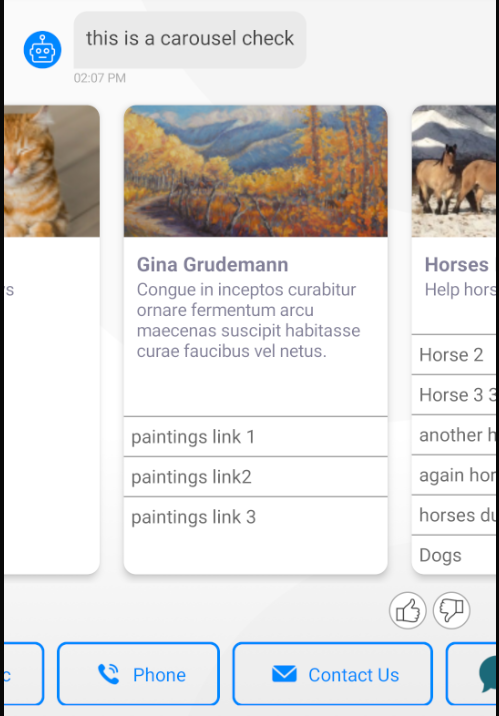 this is a carousel check
02:07 PM
Gina Grudemann
Congue in inceptos curabitur
ornare fermentum arcu
maecenas suscipit habitasse
curae faucibus vel netus.
paintings link 1
paintings link2
paintings link 3
Horses
Help hors
Horse 2
Horse 3 3
another h
again hor
horses du
Dogs
Phone
Contact Us